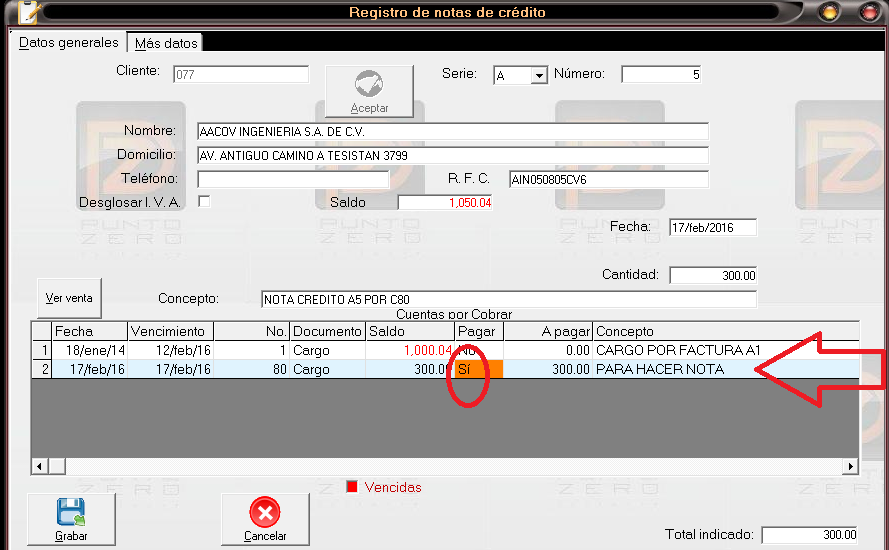 Registro de notas de crédito
Datos generales Más datos
Cliente: 077 Aceptar Serie: A Número: 5
Nombre: AACOV INGENIERIA S.A. DE C.V.
Domicilio: AV. ANTIGUO CAMINO A TESISTAN 3799
Teléfono: R. F. C. AIN050805CV6
Desglosar I. V. A. Saldo 1,050.04
PUNTO ZERO
Fecha: 17/feb/2016
Cantidad: 300.00
Ver venta Concepto: NOTA CREDITO A5 POR C80
Cuentas por Cobrar
Fecha Vencimiento No. Documento Saldo Pagar A pagar Concepto
1 18/ene/14 12/feb/16 1 Cargo 1,000.04 No 0.00 CARGO POR FACTURA A1
2 17/feb/16 17/feb/16 80 Cargo 300.00 Sí 300.00 PARA HACER NOTA
Vencidas
Grabar Cancelar Total indicado: 300.00